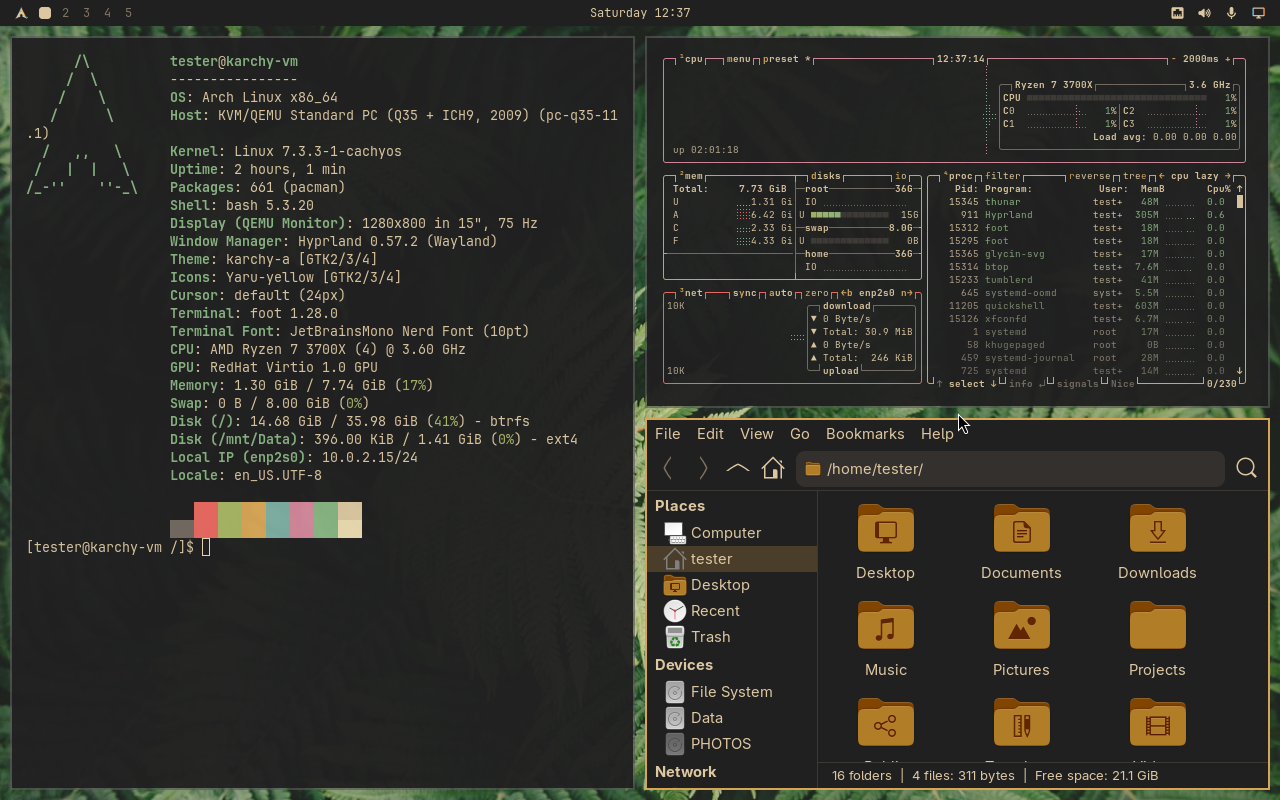 2 3 4 5
Saturday 12:37
tester@karchy-vm
---------------
OS: Arch Linux x86_64
Host: KVM/QEMU Standard PC (Q35 + ICH9, 2009) (pc-q35-11
.1)
Kernel: Linux 7.3.3-1-cachyos
Uptime: 2 hours, 1 min
Packages: 661 (pacman)
Shell: bash 5.3.20
Display (QEMU Monitor): 1280x800 in 15", 75 Hz
Window Manager: Hyprland 0.57.2 (Wayland)
Theme: karchy-a [GTK2/3/4]
Icons: Yaru-yellow [GTK2/3/4]
Cursor: default (24px)
Terminal: foot 1.28.0
Terminal Font: JetBrainsMono Nerd Font (10pt)
CPU: AMD Ryzen 7 3700X (4) @ 3.60 GHz
GPU: RedHat Virtio 1.0 GPU
Memory: 1.30 GiB / 7.74 GiB (17%)
Swap: 0 B / 8.00 GiB (0%)
Disk (/): 14.68 GiB / 35.98 GiB (41%) - btrfs
Disk (/mnt/Data): 396.00 KiB / 1.41 GiB (0%) - ext4
Local IP (enp2s0): 10.0.2.15/24
Locale: en_US.UTF-8
[tester@karchy-vm /]$
¹cpu menu preset * 12:37:14 - 2000ms +
Ryzen 7 3700X 3.6 GHz
CPU 1%
C0 1% C2 1%
C1 1% C3 1%
Load avg: 0.00 0.00 0.00
up 02:01:18
²mem disks io
Total: 7.73 GiB
U 1.31 Gi
A 6.42 Gi
C 2.33 Gi
F 4.33 Gi
root 36G
IO
U 15G
swap 8.0G
U 0B
home 36G
IO
³net sync auto zero ←b enp2s0 n→
10K
download
▼ 0 Byte/s
▼ Total: 30.9 MiB
▲ 0 Byte/s
▲ Total: 246 KiB
upload
10K
⁴proc filter reverse tree ← cpu lazy →
Pid: Program: User: MemB Cpu% ↑
15345 thunar test+ 48M 0.0
911 Hyprland test+ 305M 0.6
15312 foot test+ 18M 0.0
15295 foot test+ 18M 0.0
15365 glycin-svg test+ 17M 0.0
15314 btop test+ 7.6M 0.0
15233 tumblerd test+ 41M 0.0
645 systemd-oomd syst+ 5.5M 0.0
11205 quickshell test+ 603M 0.0
15126 xfconfd test+ 6.7M 0.0
1 systemd root 17M 0.0
58 khugepaged root 0B 0.0
459 systemd-journal root 28M 0.0
725 systemd test+ 14M 0.0 ↓
↑ select ↓ info ↵ signals Nice 0/230
File Edit View Go Bookmarks Help
/home/tester/
Places
Computer
tester
Desktop
Recent
Trash
Devices
File System
Data
PHOTOS
Network
Desktop Documents Downloads
Music Pictures Projects
16 folders | 4 files: 311 bytes | Free space: 21.1 GiB